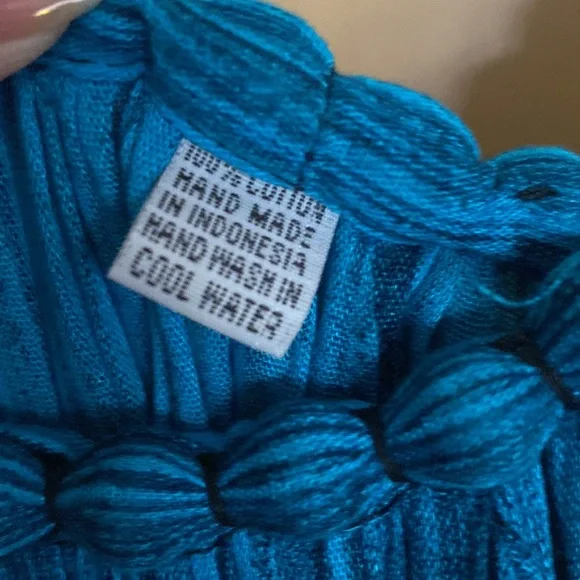 100% COTTON
HAND MADE
IN INDONESIA
HAND WASH IN
COOL WATER